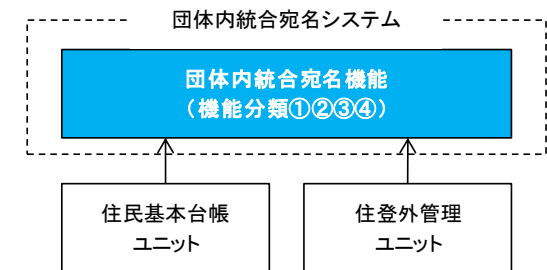 団体内統合宛名システム
団体内統合宛名機能
（機能分類①②③④）
住民基本台帳
ユニット
住登外管理
ユニット